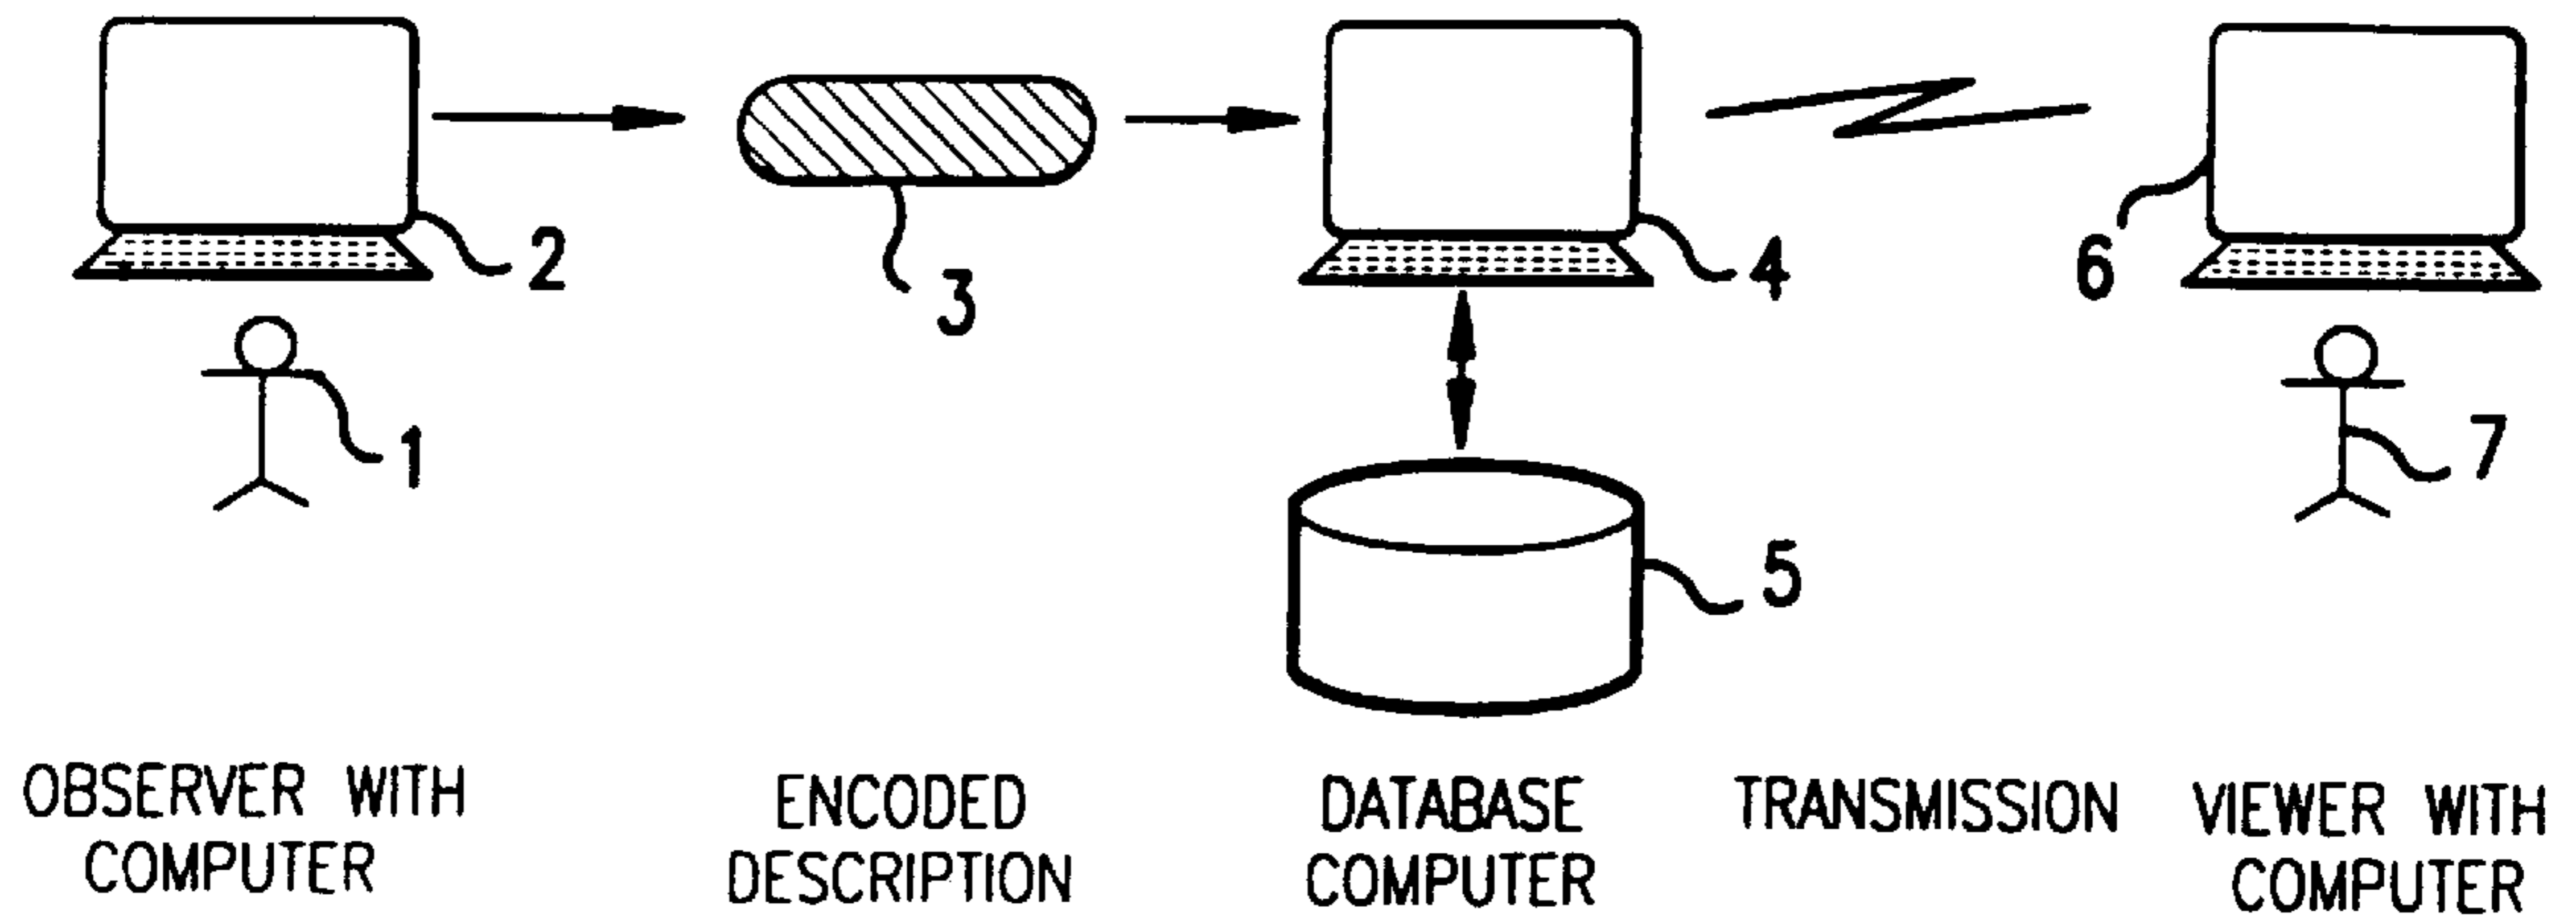 2
3
4
6
1
7
5
OBSERVER WITH
COMPUTER
ENCODED
DESCRIPTION
DATABASE
COMPUTER
TRANSMISSION
VIEWER WITH
COMPUTER